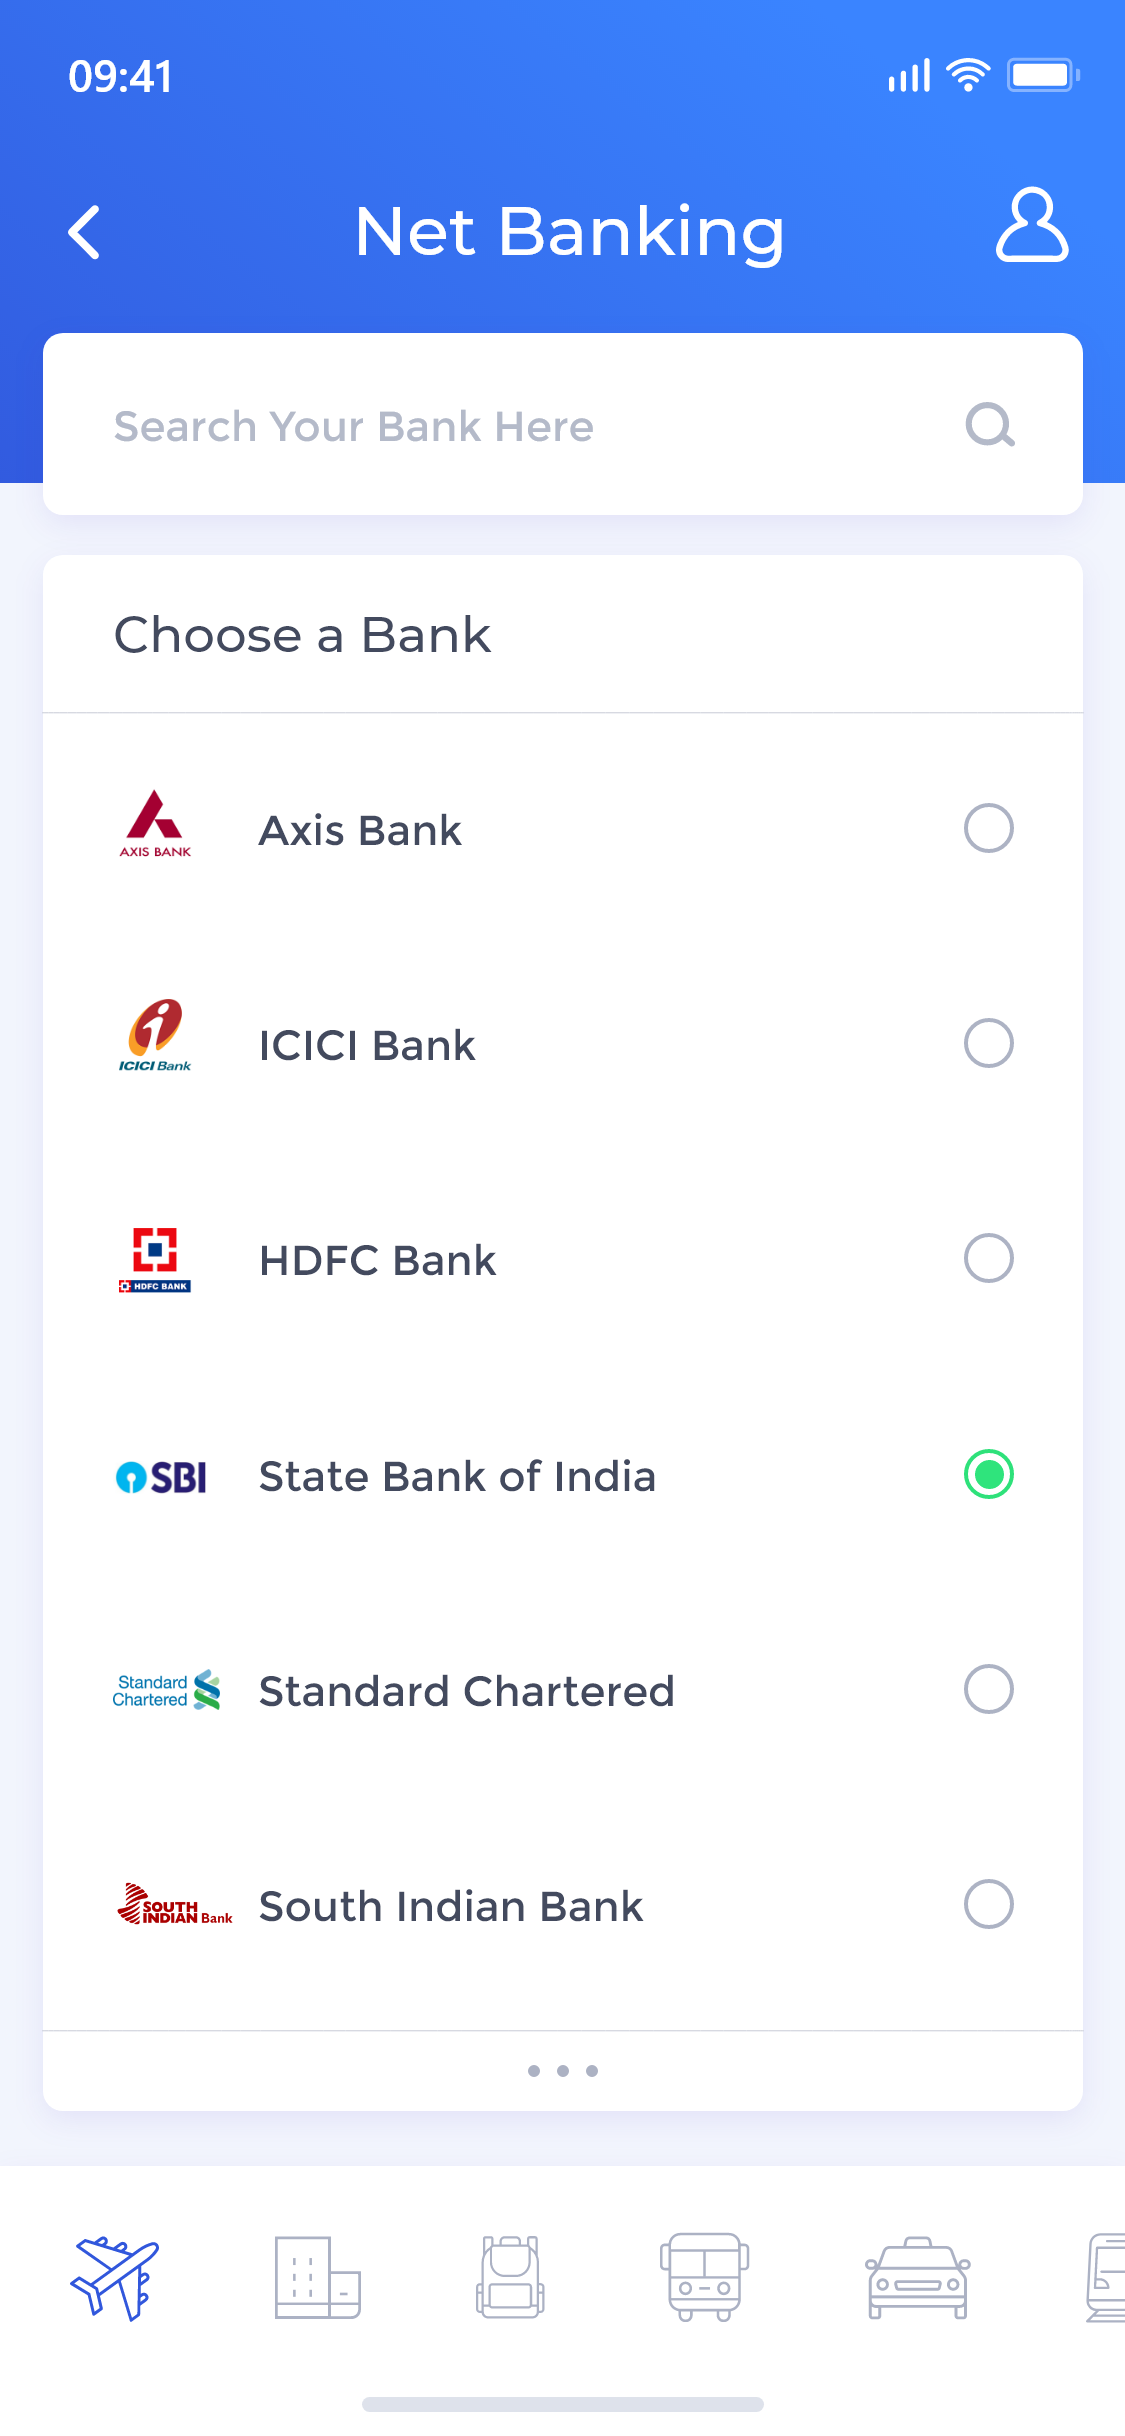 09:41
Net Banking
Search Your Bank Here
Choose a Bank
AXIS BANK
Axis Bank
ICICI Bank
ICICI Bank
HDFC BANK
HDFC Bank
SBI
State Bank of India
Standard
Chartered
Standard Chartered
SOUTH
INDIAN Bank
South Indian Bank